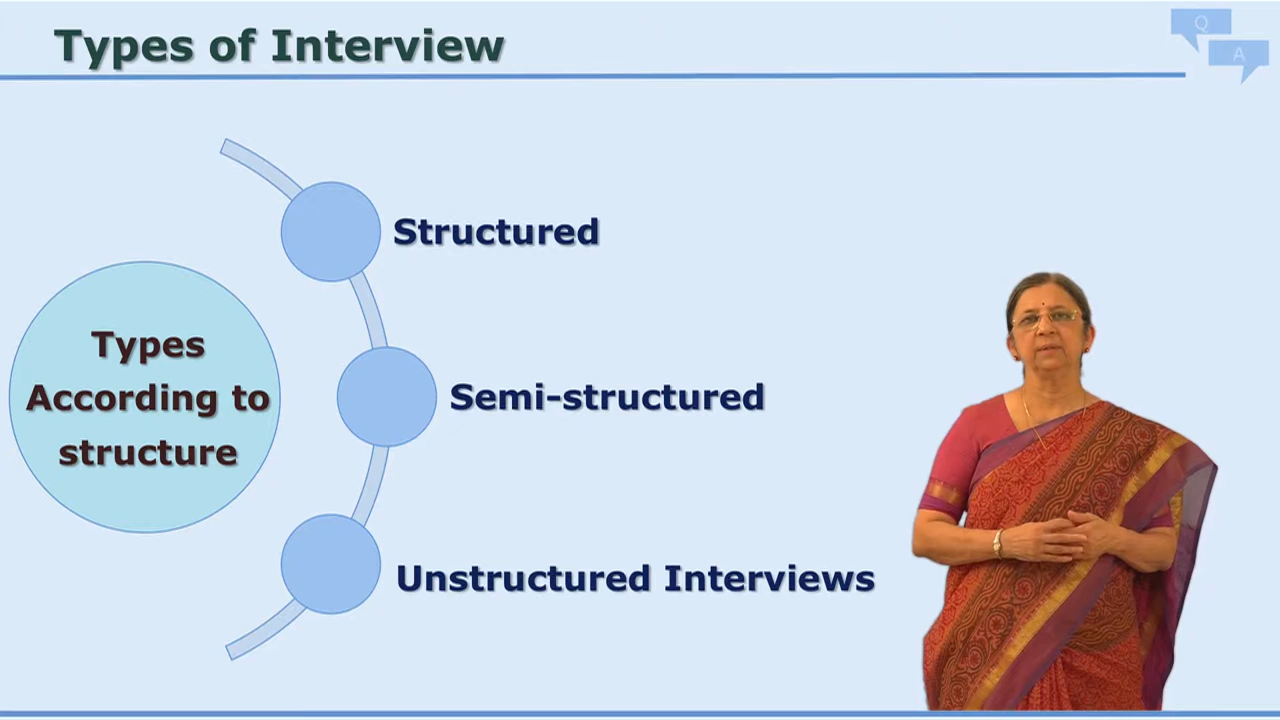 Types of Interview
Q
A
Structured
Types
According to
structure
Semi-structured
Unstructured Interviews